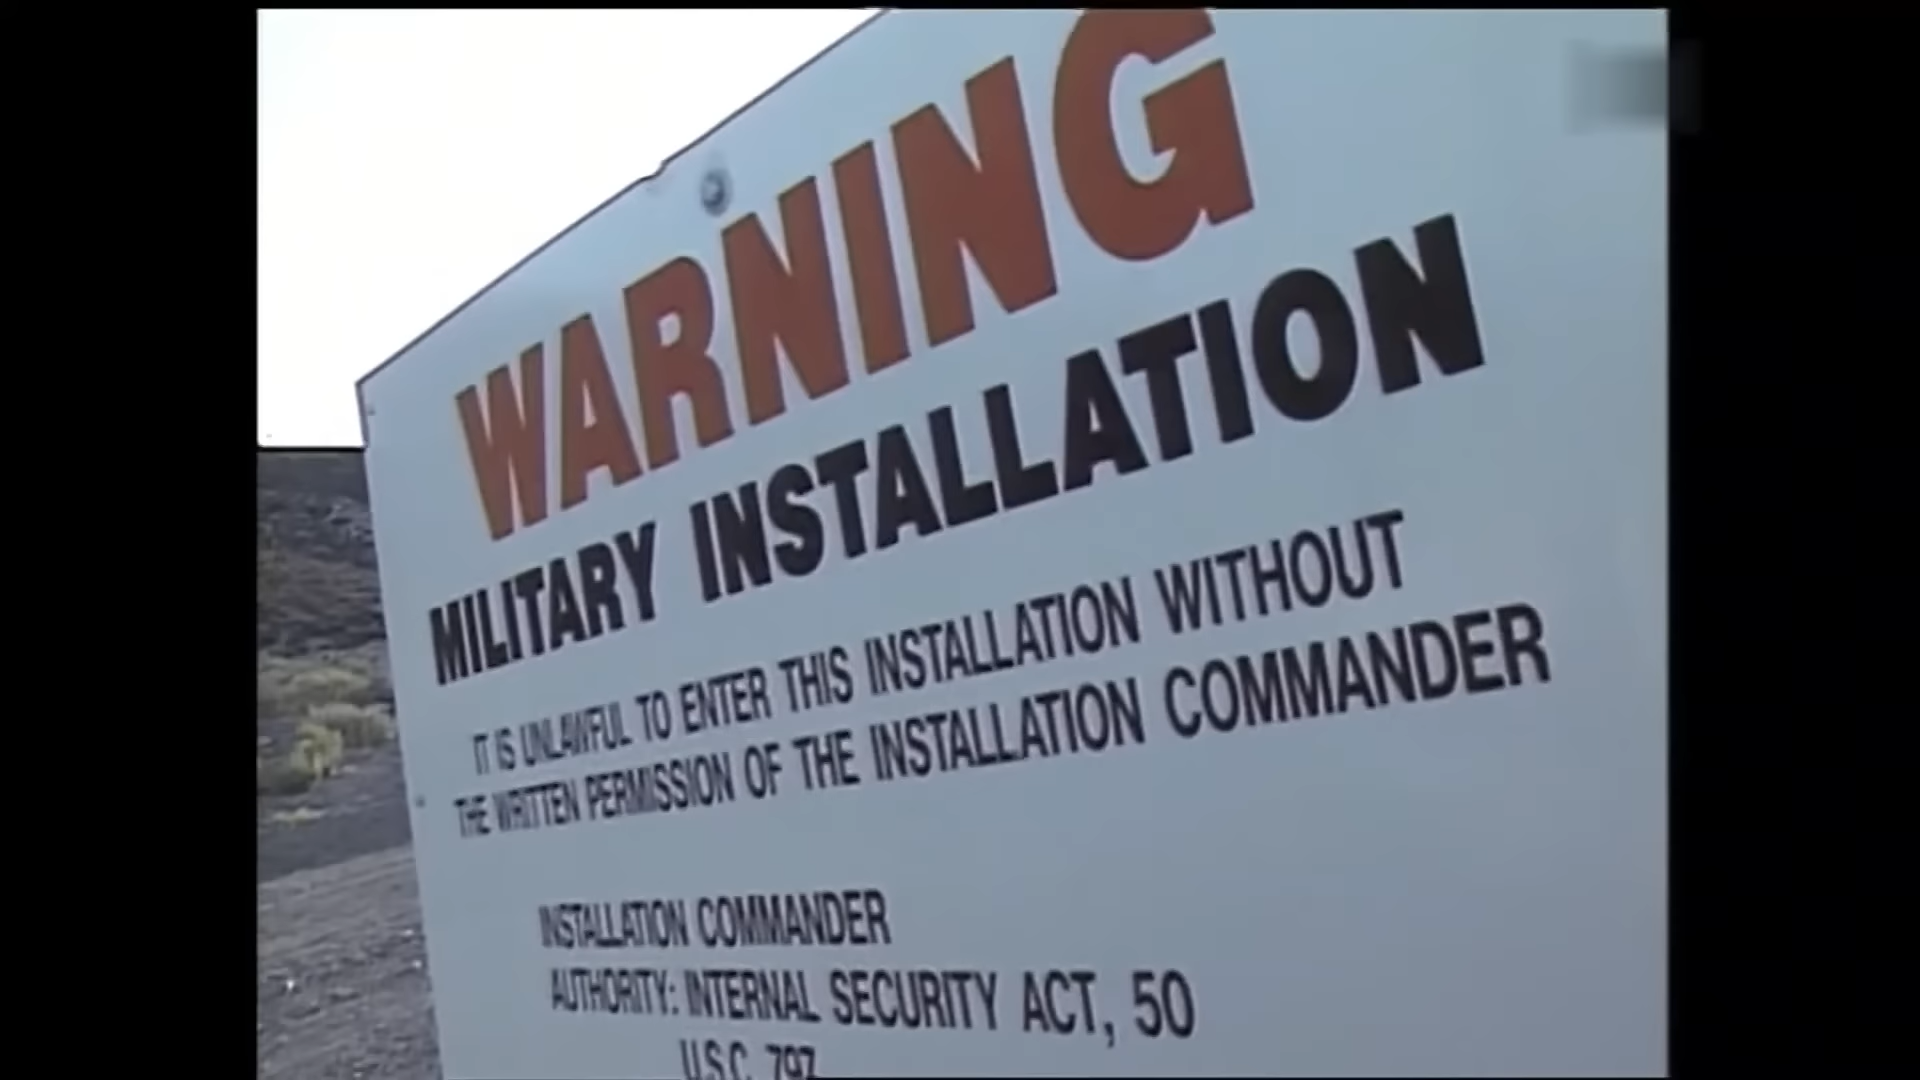 WARNING
MILITARY INSTALLATION
IT IS UNLAWFUL TO ENTER THIS INSTALLATION WITHOUT
THE WRITTEN PERMISSION OF THE INSTALLATION COMMANDER
INSTALLATION COMMANDER
AUTHORITY: INTERNAL SECURITY ACT, 50
U.S.C. 797